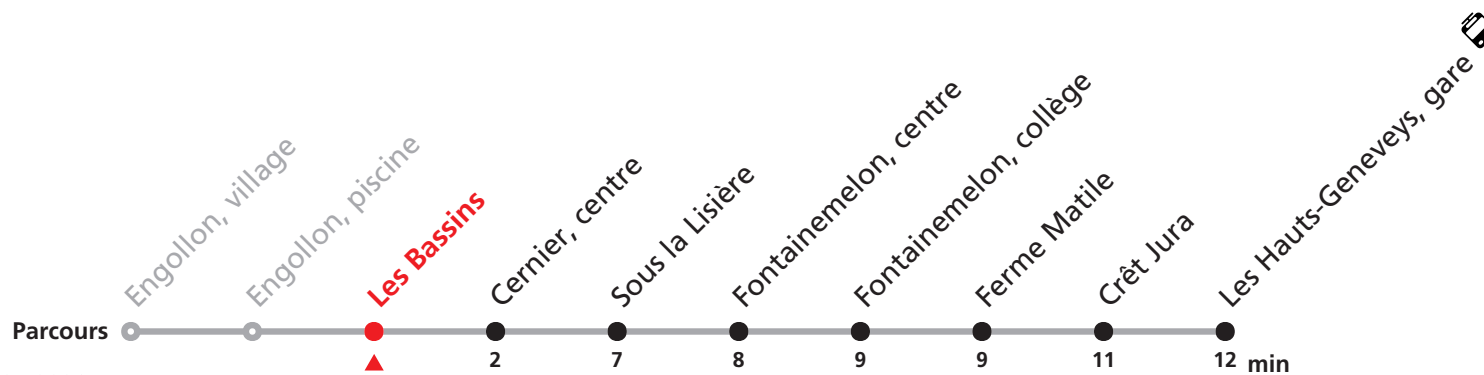 Engollon, village
Engollon, piscine
Les Bassins
Cernier, centre
Sous la Lisière
Fontainemelon, centre
Fontainemelon, collège
Ferme Matile
Crêt Jura
Les Hauts-Geneveys, gare
Parcours
2 7 8 9 9 11 12 min